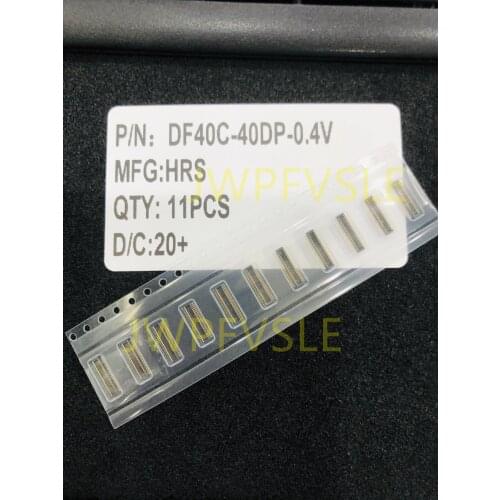 P/N: DF40C-40DP-0.4V
MFG:HRS
JWPFVSLE
QTY: 11PCS
D/C:20+
JWPFVSLE